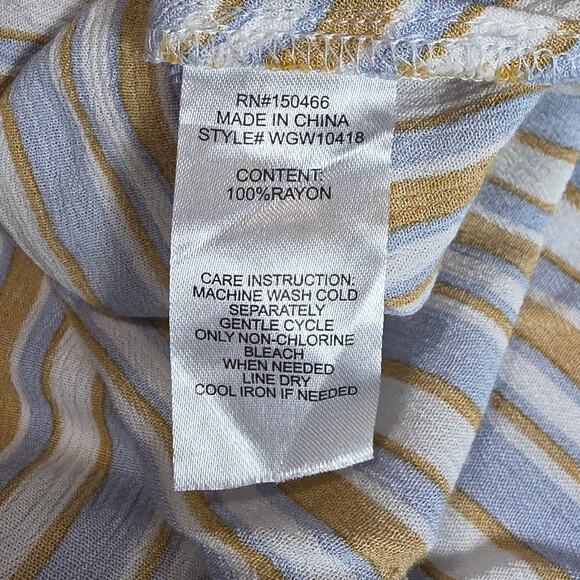 RN#150466
MADE IN CHINA
STYLE# WGW10418
CONTENT:
100%RAYON
CARE INSTRUCTION:
MACHINE WASH COLD
SEPARATELY
GENTLE CYCLE
ONLY NON-CHLORINE
BLEACH
WHEN NEEDED
LINE DRY
COOL IRON IF NEEDED